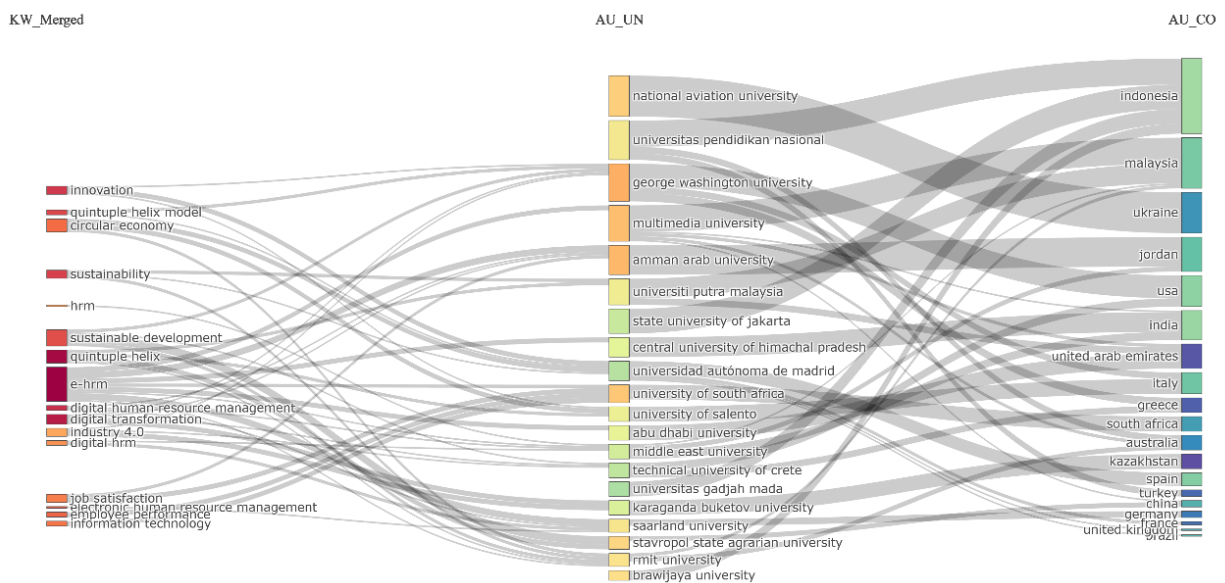 KW_Merged
AU_UN
AU_CO
innovation
quintuple helix model
circular economy
sustainability
hrm
sustainable development
quintuple helix
e-hrm
digital human resource management
digital transformation
industry 4.0
digital hrm
job satisfaction
electronic human resource management
employee performance
information technology
national aviation university
universitas pendidikan nasional
george washington university
multimedia university
amman arab university
universiti putra malaysia
state university of jakarta
central university of himachal pradesh
universidad autónoma de madrid
university of south africa
university of salento
abu dhabi university
middle east university
technical university of crete
universitas gadjah mada
karaganda buketov university
saarland university
stavropol state agrarian university
rmit university
brawijaya university
indonesia
malaysia
ukraine
jordan
usa
india
united arab emirates
italy
greece
south africa
australia
kazakhstan
spain
turkey
china
germany
france
united kingdom
brazil